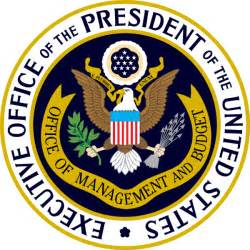 EXECUTIVE OFFICE OF THE PRESIDENT OF THE UNITED STATES
OFFICE OF MANAGEMENT AND BUDGET